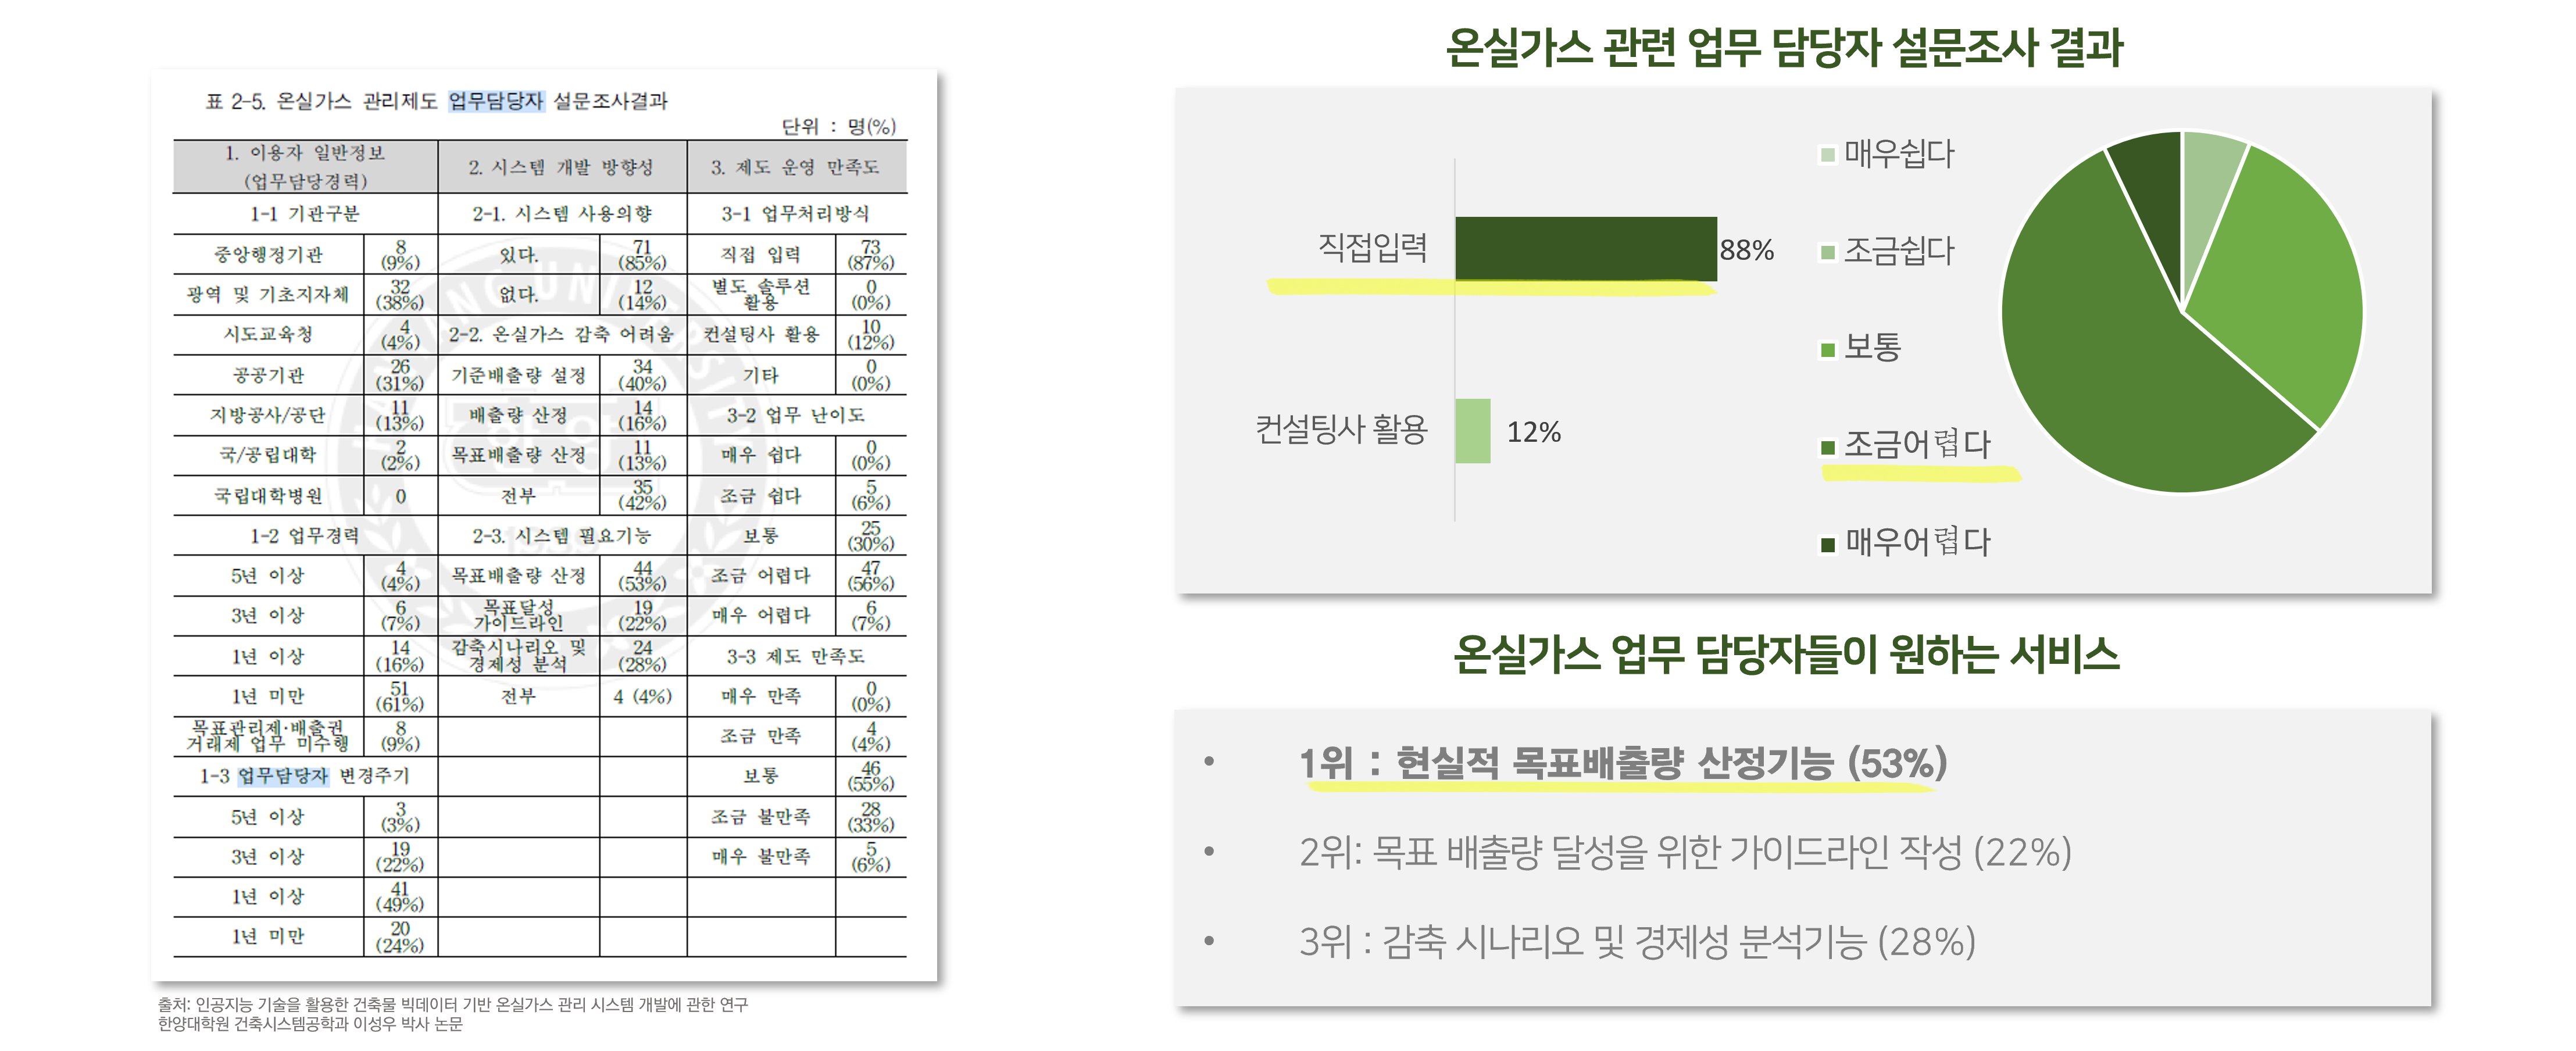 표 2-5. 온실가스 관리제도 업무담당자 설문조사결과
단위 : 명(%)
1. 이용자 일반정보
(업무담당경력)
2. 시스템 개발 방향성
3. 제도 운영 만족도
1-1 기관구분
2-1. 시스템 사용의향
3-1 업무처리방식
중앙행정기관 8 (9%) 있다. 71 (85%) 직접 입력 73 (87%)
광역 및 기초지자체 32 (38%) 없다. 12 (14%) 별도 솔루션 활용 0 (0%)
시도교육청 4 (4%) 2-2. 온실가스 감축 어려움 컨설팅사 활용 10 (12%)
공공기관 26 (31%) 기준배출량 설정 34 (40%) 기타 0 (0%)
지방공사/공단 11 (13%) 배출량 산정 14 (16%) 3-2 업무 난이도
국/공립대학 2 (2%) 목표배출량 산정 11 (13%) 매우 쉽다 0 (0%)
국립대학병원 0 전부 35 (42%) 조금 쉽다 5 (6%)
1-2 업무경력 2-3. 시스템 필요기능 보통 25 (30%)
5년 이상 4 (4%) 목표배출량 산정 44 (53%) 조금 어렵다 47 (56%)
3년 이상 6 (7%) 목표달성 가이드라인 19 (22%) 매우 어렵다 6 (7%)
1년 이상 14 (16%) 감축시나리오 및 경제성 분석 24 (28%) 3-3 제도 만족도
1년 미만 51 (61%) 전부 4 (4%) 매우 만족 0 (0%)
목표관리제·배출권 거래제 업무 미수행 8 (9%) 조금 만족 4 (4%)
1-3 업무담당자 변경주기 보통 46 (55%)
5년 이상 3 (3%) 조금 불만족 28 (33%)
3년 이상 19 (22%) 매우 불만족 5 (6%)
1년 이상 41 (49%)
1년 미만 20 (24%)
출처: 인공지능 기술을 활용한 건축물 빅데이터 기반 온실가스 관리 시스템 개발에 관한 연구
한양대학원 건축시스템공학과 이성우 박사 논문
온실가스 관련 업무 담당자 설문조사 결과
직접입력 88%
컨설팅사 활용 12%
매우쉽다
조금쉽다
보통
조금어렵다
매우어렵다
온실가스 업무 담당자들이 원하는 서비스
• 1위 : 현실적 목표배출량 산정기능 (53%)
• 2위: 목표 배출량 달성을 위한 가이드라인 작성 (22%)
• 3위 : 감축 시나리오 및 경제성 분석기능 (28%)